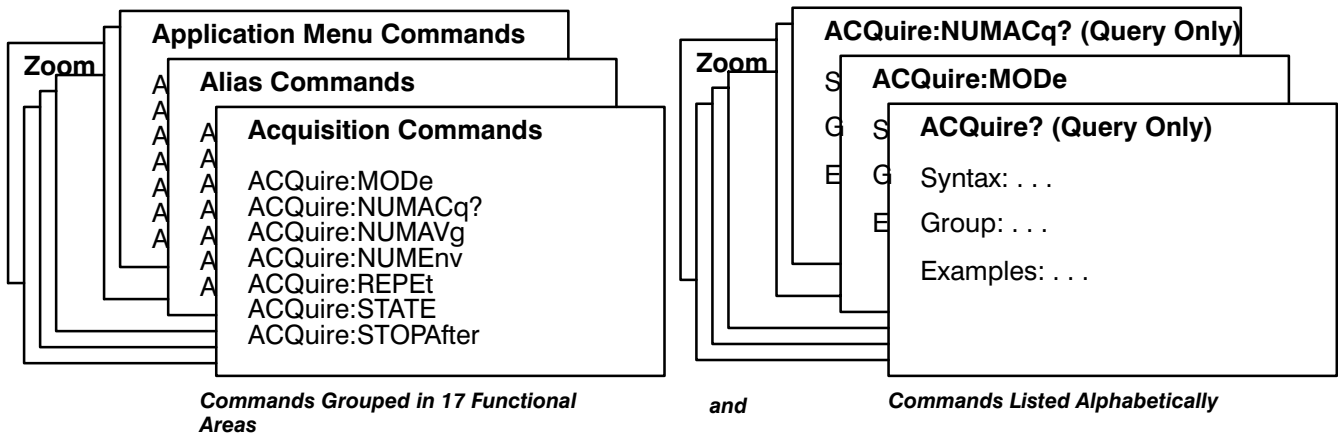 Application Menu Commands
Zoom
A
A
A
A
A
A
A
Alias Commands
A
A
A
A
A
A
A
Acquisition Commands
ACQuire:MODe
ACQuire:NUMACq?
ACQuire:NUMAVg
ACQuire:NUMEnv
ACQuire:REPEt
ACQuire:STATE
ACQuire:STOPAfter
Commands Grouped in 17 Functional
Areas
and
ACQuire:NUMACq? (Query Only)
Zoom
S
G
E
ACQuire:MODe
S
G
E
ACQuire? (Query Only)
Syntax: . . .
Group: . . .
Examples: . . .
Commands Listed Alphabetically